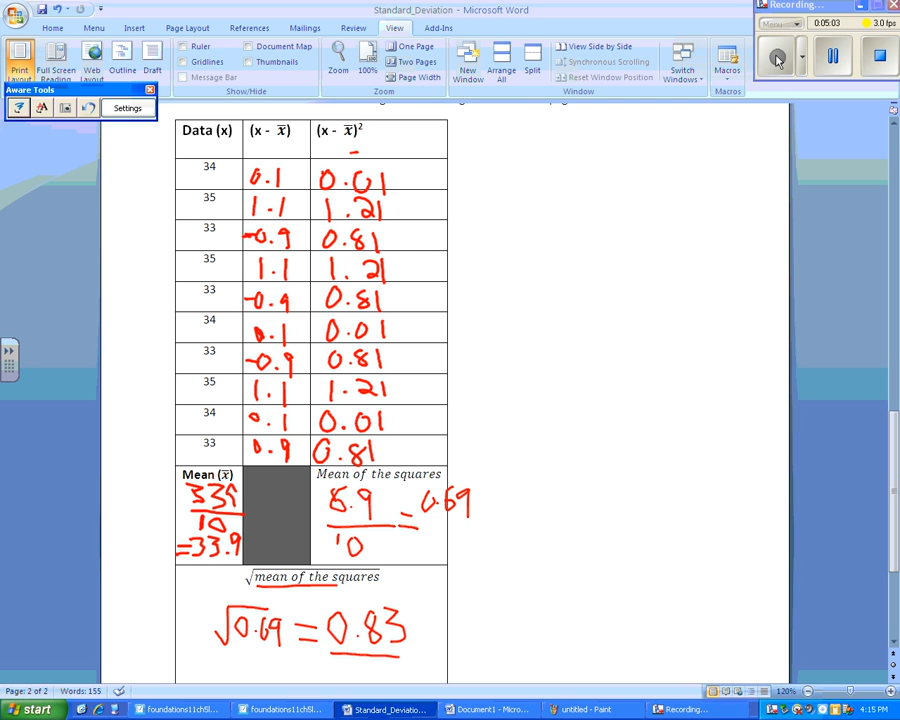 Standard_Deviation - Microsoft Word
Recording...
Menu
0:05:03
3.0 fps
Home Insert Page Layout References Mailings Review View Add-Ins
Print Layout
Full Screen Reading
Web Layout
Outline
Draft
Ruler
Gridlines
Message Bar
Document Map
Thumbnails
Show/Hide
Zoom
100%
One Page
Two Pages
Page Width
Zoom
New Window
Arrange All
Split
View Side by Side
Synchronous Scrolling
Reset Window Position
Window
Switch Windows
Macros
Macros
Aware Tools
Settings
Data (x) (x - x̅) (x - x̅)²
34 0.1 0.01
35 1.1 1.21
33 -0.9 0.81
35 1.1 1.21
33 -0.9 0.81
34 0.1 0.01
33 -0.9 0.81
35 1.1 1.21
34 0.1 0.01
33 0.9 0.81
Mean (x̅) Mean of the squares
339
10
=33.9
6.9
10
=0.69
√mean of the squares
√0.69 = 0.83
Page: 2 of 2 Words: 155 120%
start foundations11ch5l... foundations11ch5l... Standard_Deviatio... Document1 - Micro... untitled - Paint Recording... 4:15 PM